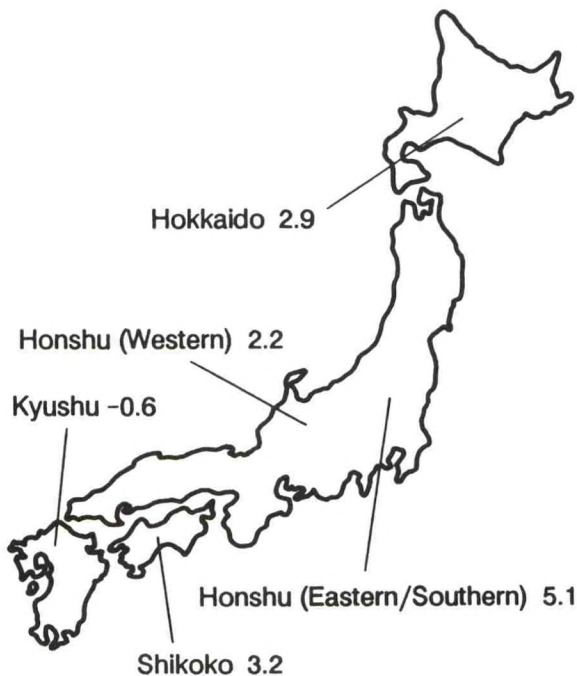 Hokkaido 2.9
Honshu (Western) 2.2
Kyushu -0.6
Honshu (Eastern/Southern) 5.1
Shikoko 3.2